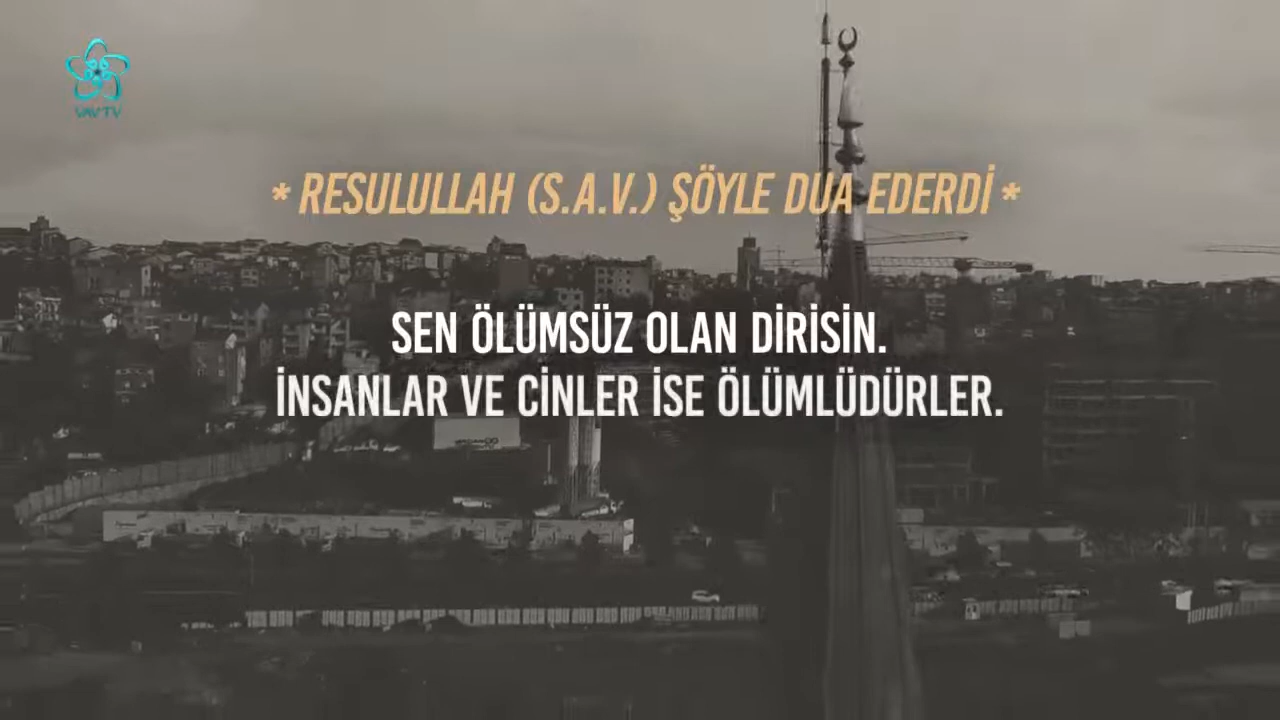 VAV TV
* RESULULLAH (S.A.V.) ŞÖYLE DUA EDERDİ *
SEN ÖLÜMSÜZ OLAN DİRİSİN.
İNSANLAR VE CİNLER İSE ÖLÜMLÜDÜRLER.